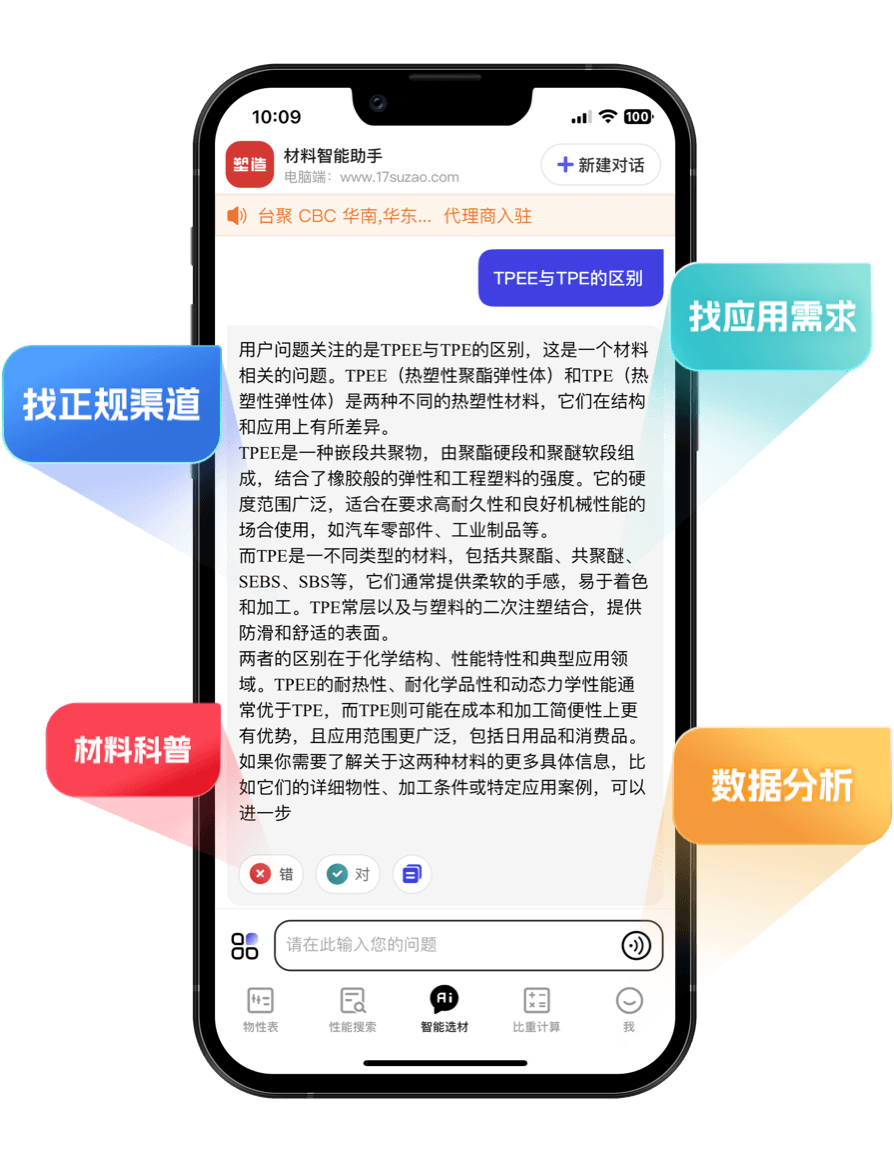 10:09
100
塑造
材料智能助手
电脑端：www.17suzao.com
新建对话
台聚 CBC 华南,华东... 代理商入驻
TPEE与TPE的区别
找应用需求
找正规渠道
用户问题关注的是TPEE与TPE的区别，这是一个材料
相关的问题。TPEE（热塑性聚酯弹性体）和TPE（热
塑性弹性体）是两种不同的热塑性材料，它们在结构
和应用上有所差异。
TPEE是一种嵌段共聚物，由聚酯硬段和聚醚软段组
成，结合了橡胶般的弹性和工程塑料的强度。它的硬
度范围广泛，适合在要求高耐久性和良好机械性能的
场合使用，如汽车零部件、工业制品等。
而TPE是一不同类型的材料，包括共聚酯、共聚醚、
SEBS、SBS等，它们通常提供柔软的手感，易于着色
和加工。TPE常层以及与塑料的二次注塑结合，提供
防滑和舒适的表面。
两者的区别在于化学结构、性能特性和典型应用领
域。TPEE的耐热性、耐化学品性和动态力学性能通
常优于TPE，而TPE则可能在成本和加工简便性上更
有优势，且应用范围更广泛，包括日用品和消费品。
如果你需要了解关于这两种材料的更多具体信息，比
如它们的详细物性、加工条件或特定应用案例，可以
进一步
材料科普
数据分析
错
对
请在此输入您的问题
物性表
性能搜索
Ai
智能选材
比重计算
我